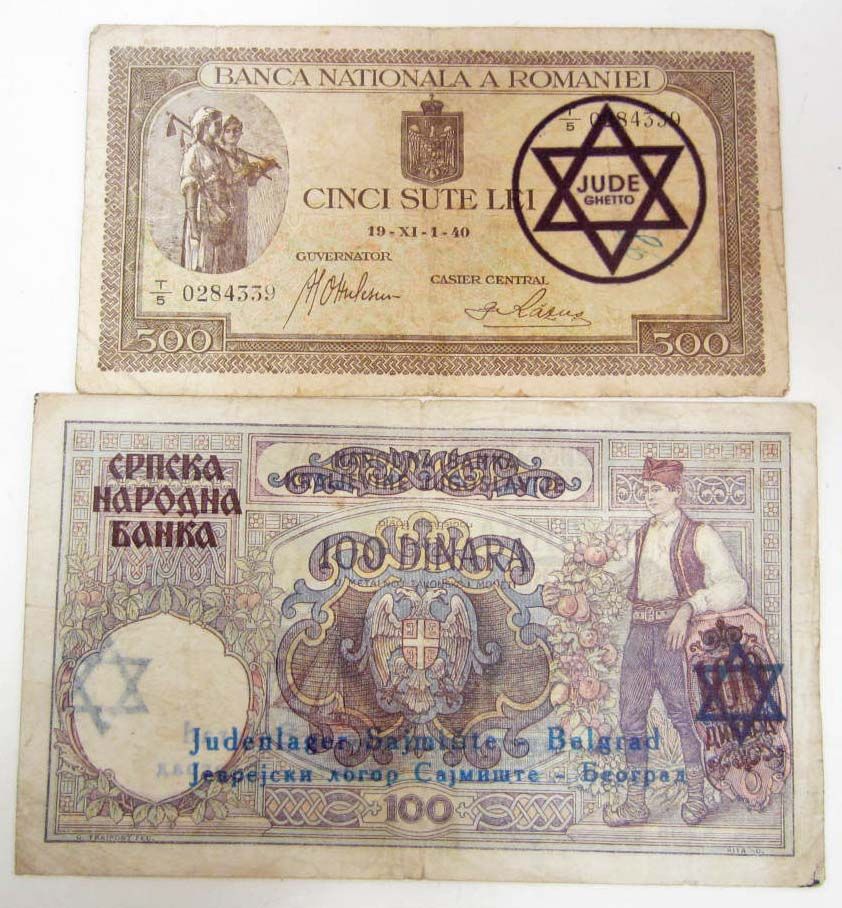 BANCA NATIONALA A ROMANIEI
T/5 0284339
JUDE
GHETTO
CINCI SUTE LEI
19-XI-1-40
GUVERNATOR
CASIER CENTRAL
T/5 0284339
500
500
СРПСКА
НАРОДНА
БАНКА
100 DINARA
Judenlager Sajmište - Belgrad
Јеврејски логор Сајмиште - Београд
100